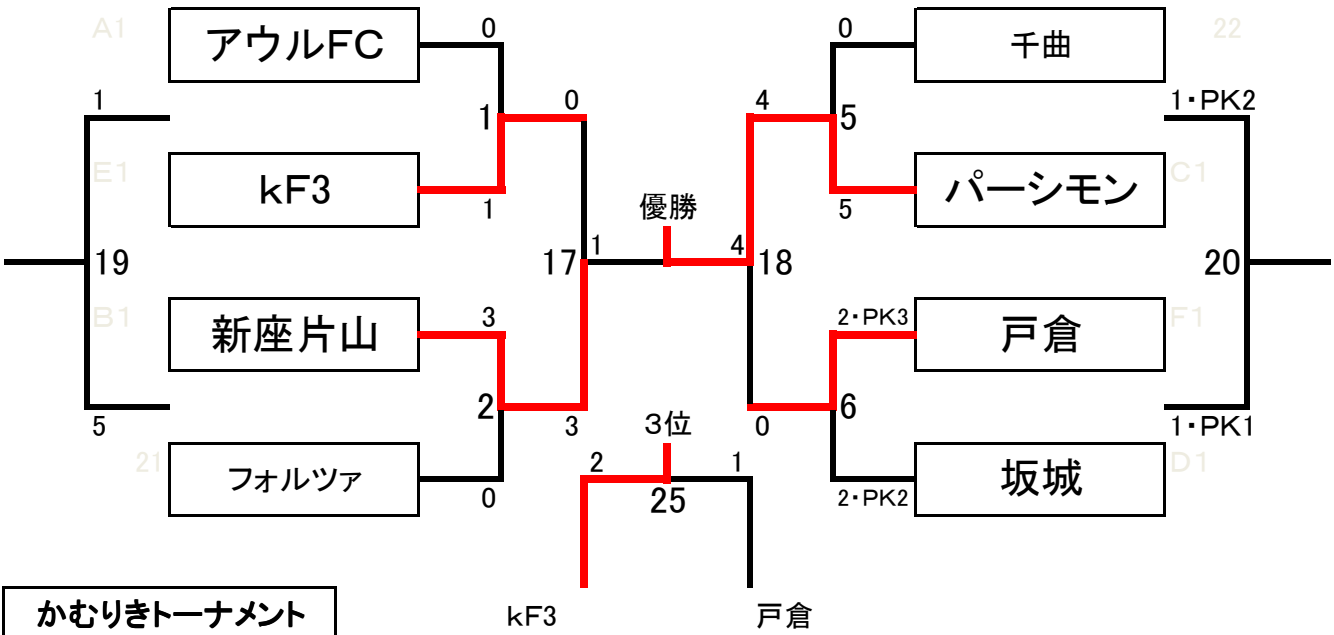 A1
アウルFC
0
0
千曲
22
1
1
0
4
5
1・PK2
E1
kF3
1
優勝
5
パーシモン
C1
19
17
1
4
18
20
B1
新座片山
3
2・PK3
戸倉
F1
5
2
3
3位
0
6
1・PK1
21
フォルツァ
0
2
25
1
2・PK2
坂城
D1
かむりきトーナメント
kF3
戸倉